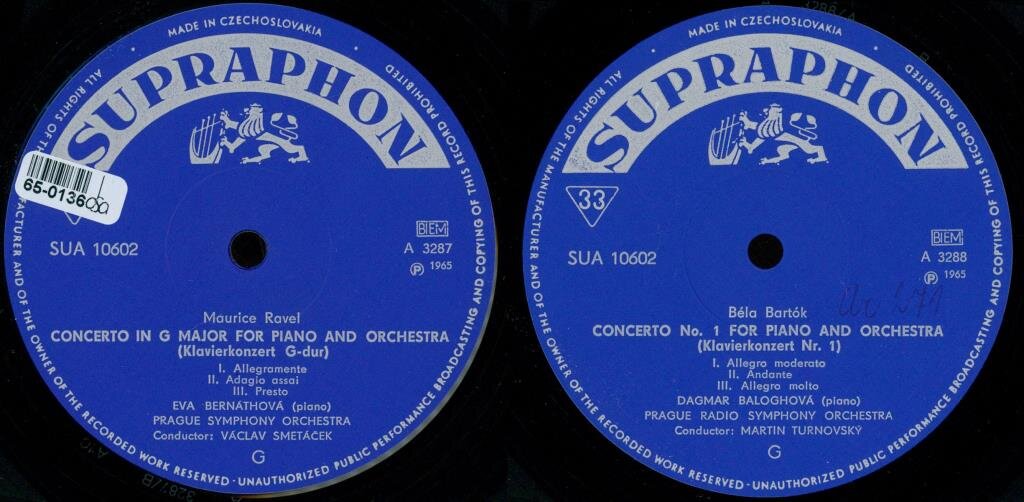 MADE IN CZECHOSLOVAKIA
SUPRAPHON
65-0136
SUA 10602
BIEM
A 3287
Ⓟ 1965
Maurice Ravel
CONCERTO IN G MAJOR FOR PIANO AND ORCHESTRA
(Klavierkonzert G-dur)
I. Allegramente
II. Adagio assai
III. Presto
EVA BERNÁTHOVÁ (piano)
PRAGUE SYMPHONY ORCHESTRA
Conductor: VÁCLAV SMETÁČEK
G
ALL RIGHTS OF THE MANUFACTURER AND OF THE OWNER OF THE RECORDED WORK RESERVED · UNAUTHORIZED PUBLIC PERFORMANCE BROADCASTING AND COPYING OF THIS RECORD PROHIBITED
MADE IN CZECHOSLOVAKIA
SUPRAPHON
33
SUA 10602
BIEM
A 3288
Ⓟ 1965
Béla Bartók
CONCERTO No. 1 FOR PIANO AND ORCHESTRA
(Klavierkonzert Nr. 1)
I. Allegro moderato
II. Andante
III. Allegro molto
DAGMAR BALOGHOVÁ (piano)
PRAGUE RADIO SYMPHONY ORCHESTRA
Conductor: MARTIN TURNOVSKÝ
G
ALL RIGHTS OF THE MANUFACTURER AND OF THE OWNER OF THE RECORDED WORK RESERVED · UNAUTHORIZED PUBLIC PERFORMANCE BROADCASTING AND COPYING OF THIS RECORD PROHIBITED